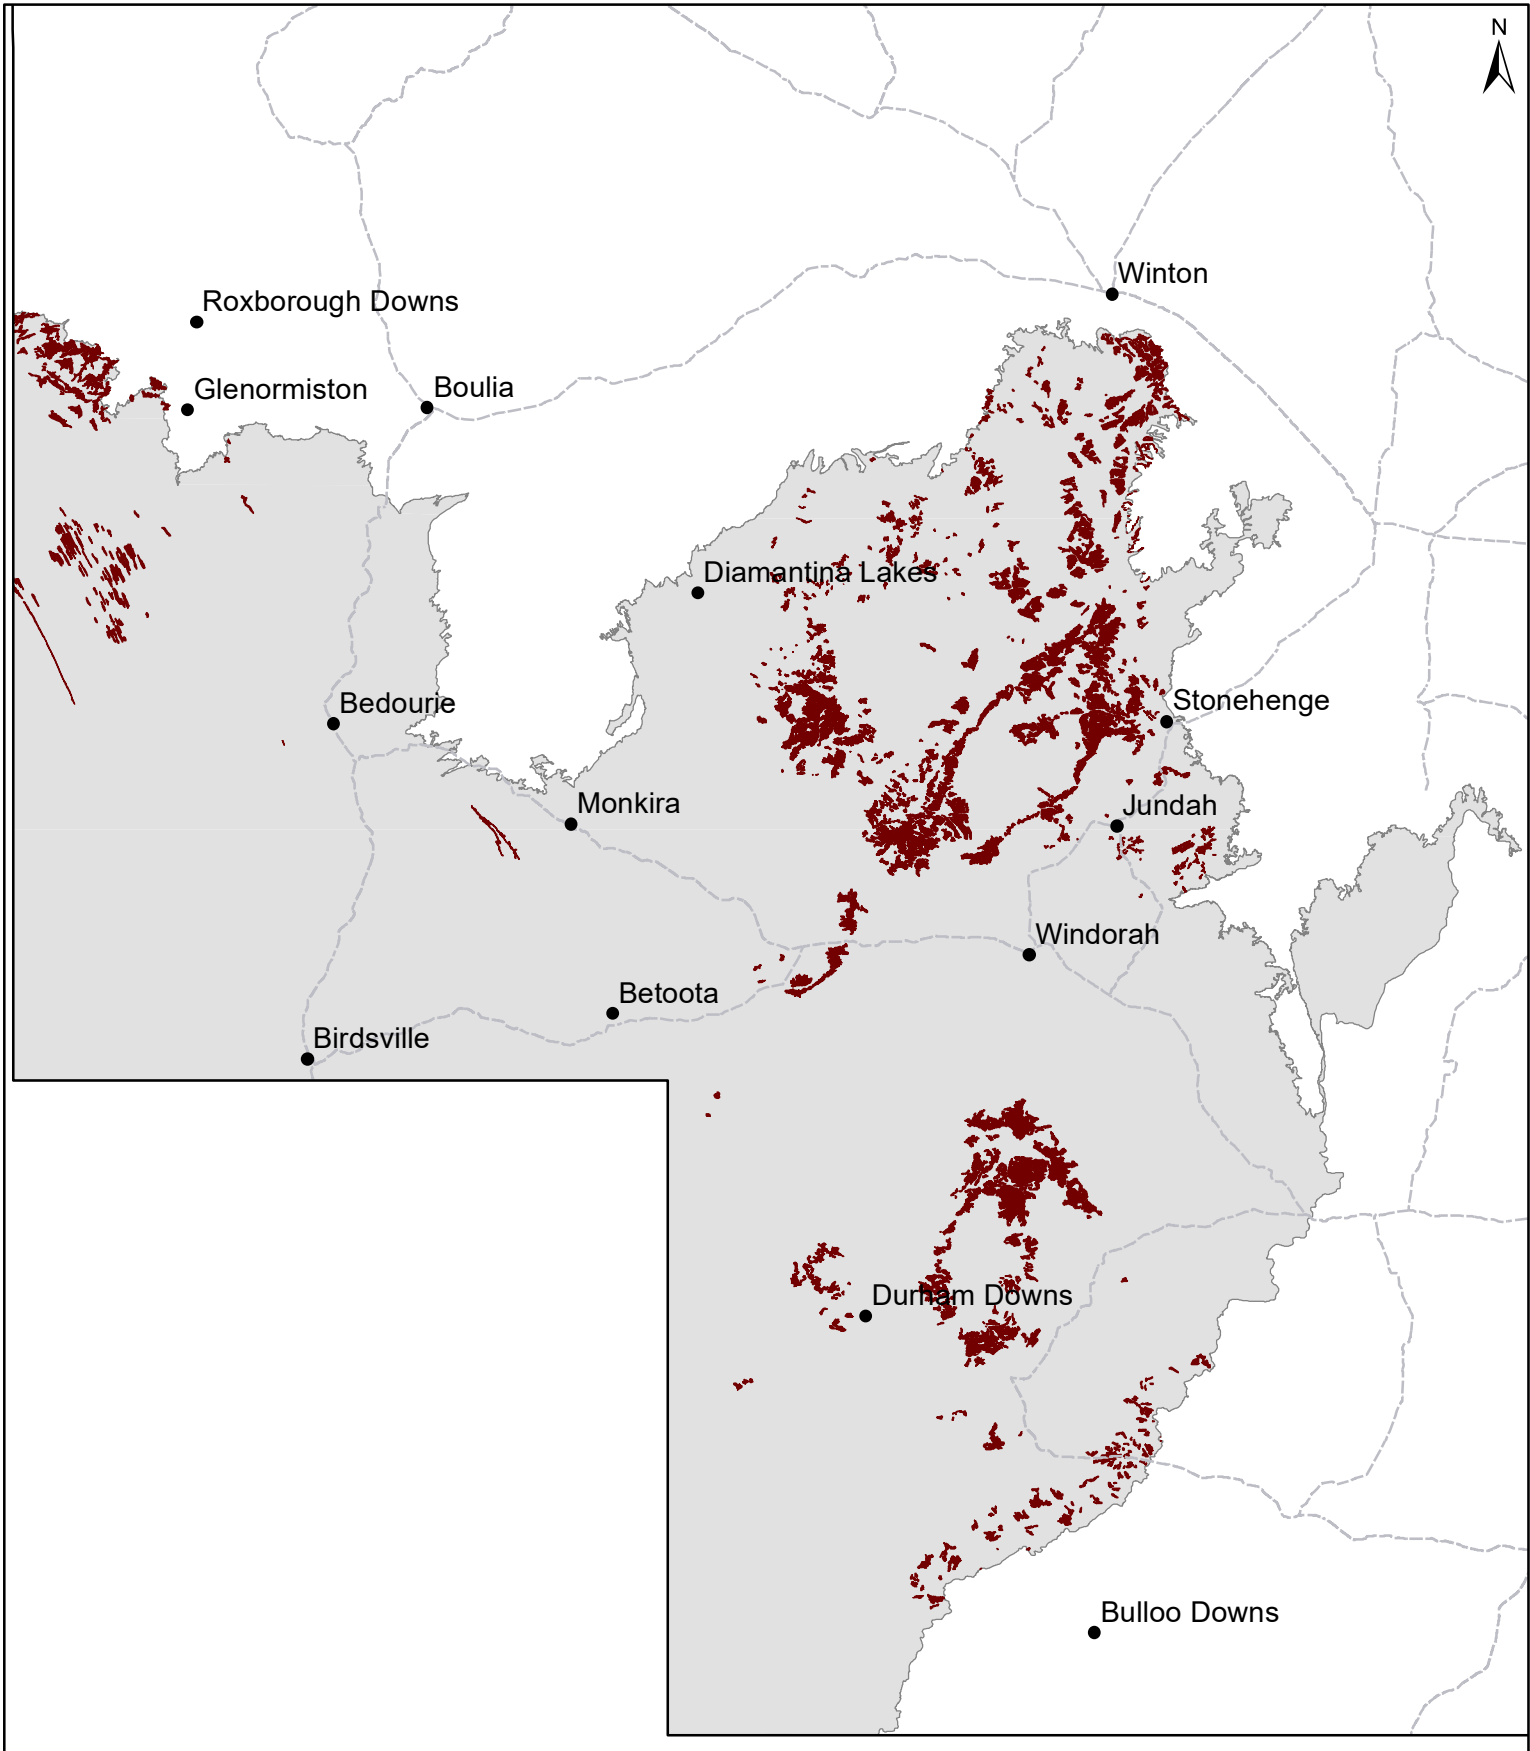 N
Winton
Roxborough Downs
Glenormiston
Boulia
Diamantina Lakes
Bedourie
Stonehenge
Monkira
Jundah
Windorah
Betoota
Birdsville
Durham Downs
Bulloo Downs